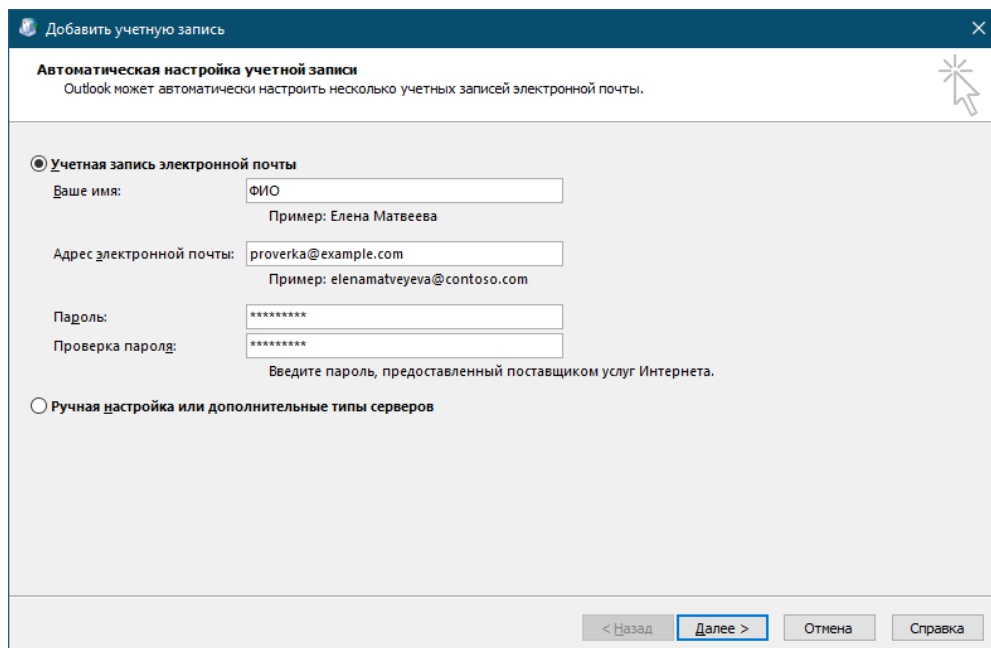 Добавить учетную запись
Автоматическая настройка учетной записи
Outlook может автоматически настроить несколько учетных записей электронной почты.
Учетная запись электронной почты
Ваше имя: ФИО
Пример: Елена Матвеева
Адрес электронной почты: proverka@example.com
Пример: elenamatveyeva@contoso.com
Пароль: *********
Проверка пароля: *********
Введите пароль, предоставленный поставщиком услуг Интернета.
Ручная настройка или дополнительные типы серверов
< Назад Далее > Отмена Справка